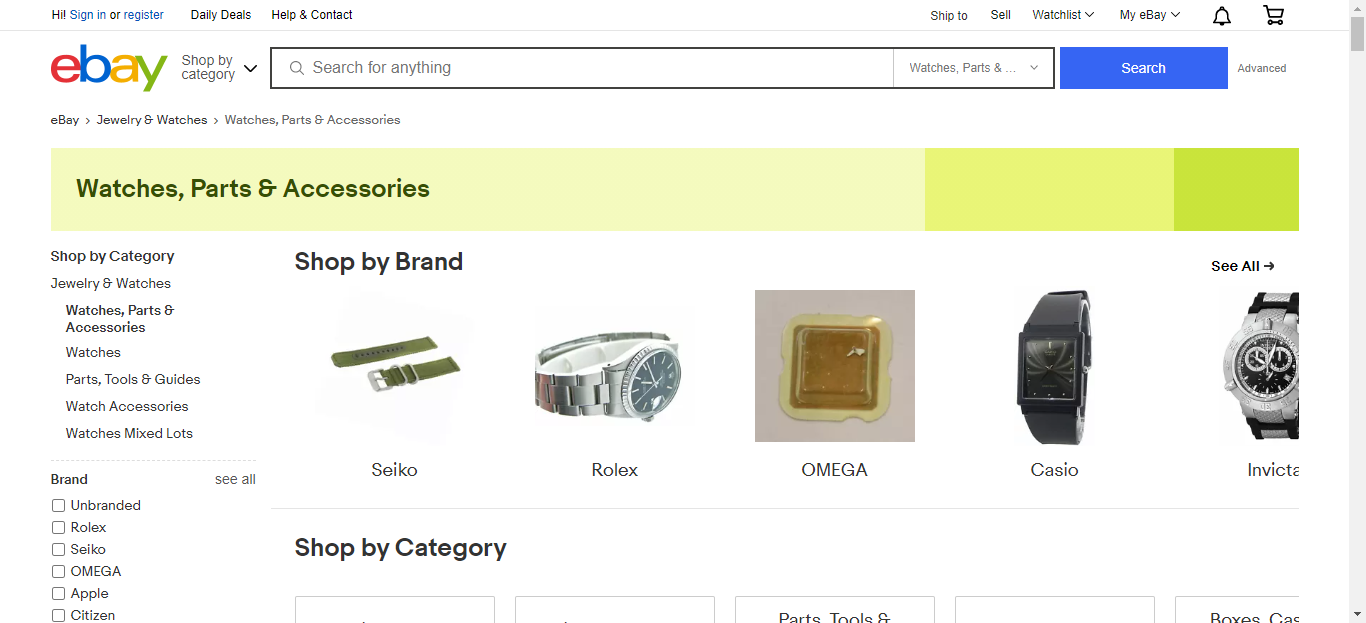 Hi! Sign in or register
Daily Deals
Help & Contact
Ship to
Sell
Watchlist
My eBay
ebay
Shop by
category
Search for anything
Watches, Parts & ...
Search
Advanced
eBay > Jewelry & Watches > Watches, Parts & Accessories
Watches, Parts & Accessories
Shop by Category
Jewelry & Watches
Watches, Parts &
Accessories
Watches
Parts, Tools & Guides
Watch Accessories
Watches Mixed Lots
Brand
see all
Unbranded
Rolex
Seiko
OMEGA
Apple
Citizen
Shop by Brand
See All →
Seiko
Rolex
OMEGA
Casio
Invicta
Shop by Category
Parts, Tools &
Boxes, Cas